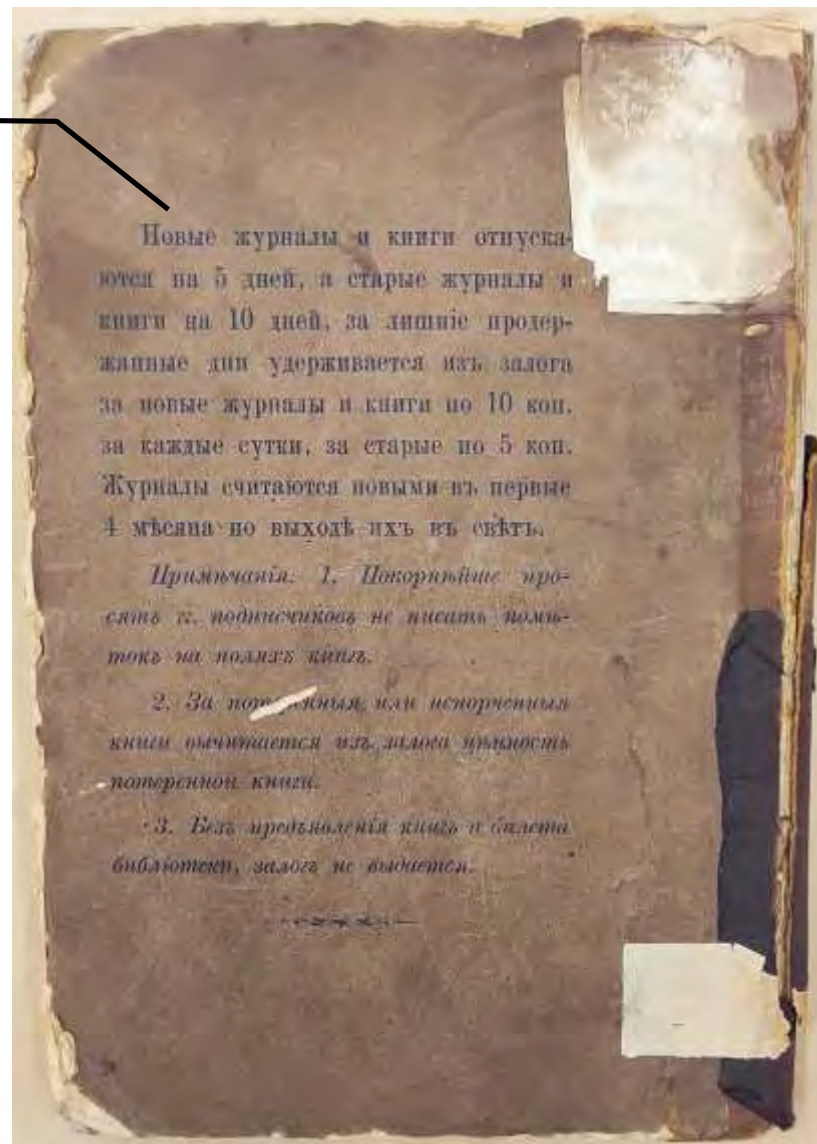 Новые журналы и книги отпуска-
ются на 5 дней, а старые журналы и
книги на 10 дней, за лишніе продер-
жанные дни удерживается изъ залога
за новые журналы и книги по 10 коп.
за каждые сутки, за старые по 5 коп.
Журналы считаются новыми въ первые
4 мѣсяца по выходѣ ихъ въ свѣтъ.
Примѣчанія: 1. Покорнѣйше про-
сятъ гг. подписчиковъ не писать помѣ-
токъ на поляхъ книгъ.
2. За потерянныя, или испорченныя
книги вычитается изъ залога цѣнность
потеренной книги.
3. Безъ предъявленія книгъ и билета
библіотеки, залогъ не выдается.